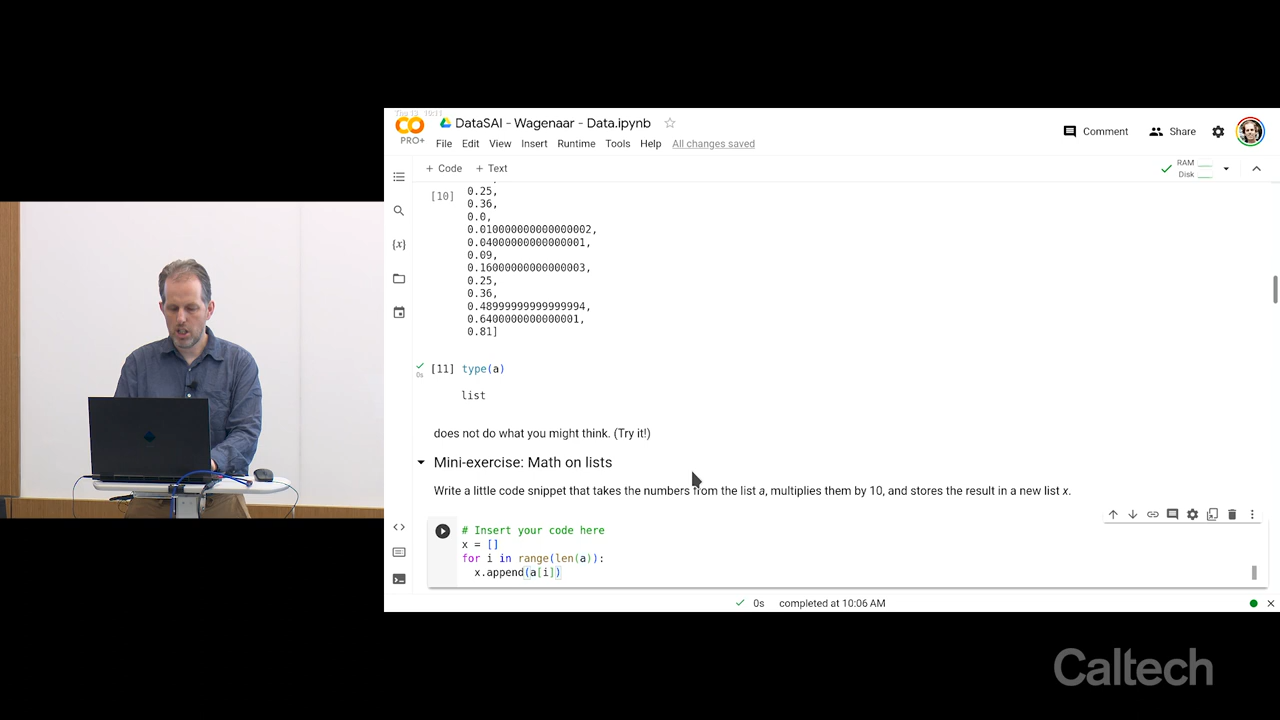 DataSAI - Wagenaar - Data.ipynb
PRO+
File Edit View Insert Runtime Tools Help All changes saved
Comment Share
+ Code + Text
RAM
Disk
[10]
0.25,
0.36,
0.0,
0.010000000000000002,
0.04000000000000001,
0.09,
0.16000000000000003,
0.25,
0.36,
0.48999999999999994,
0.6400000000000001,
0.81]
[11] type(a)
0s
list
does not do what you might think. (Try it!)
Mini-exercise: Math on lists
Write a little code snippet that takes the numbers from the list a, multiplies them by 10, and stores the result in a new list x.
# Insert your code here
x = []
for i in range(len(a)):
x.append(a[i])
0s completed at 10:06 AM
Caltech